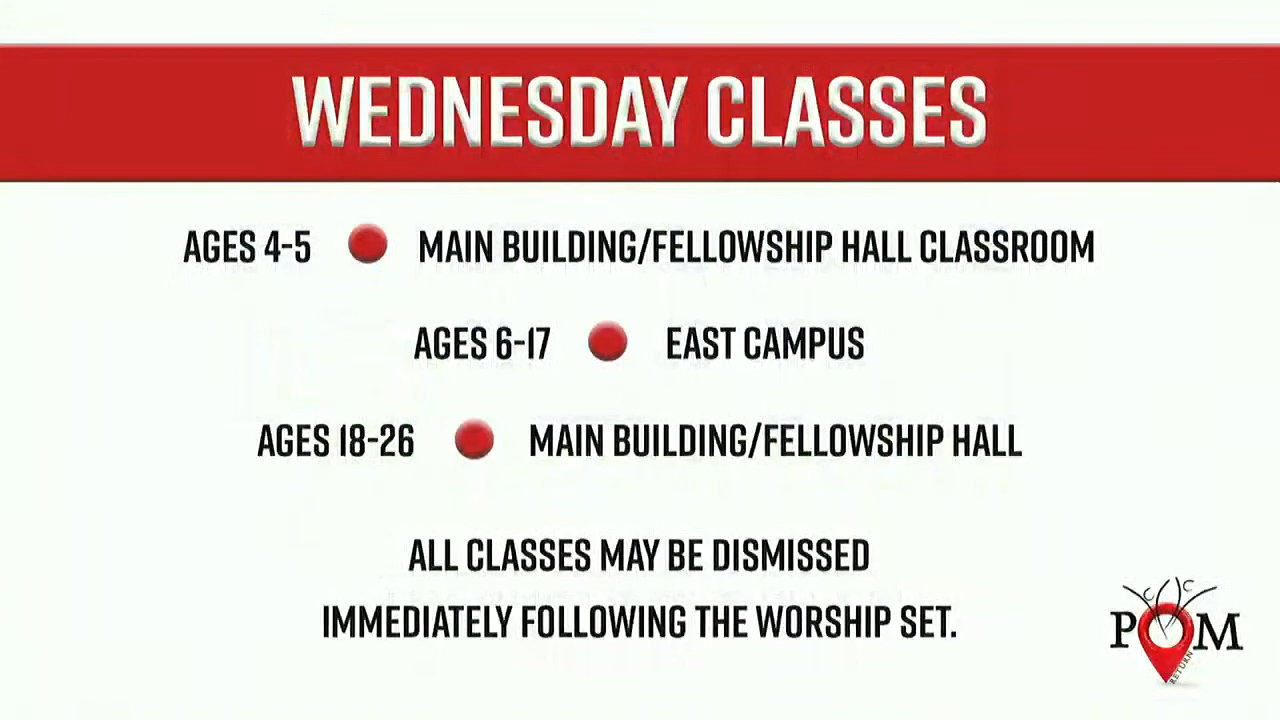 WEDNESDAY CLASSES
AGES 4-5 MAIN BUILDING/FELLOWSHIP HALL CLASSROOM
AGES 6-17 EAST CAMPUS
AGES 18-26 MAIN BUILDING/FELLOWSHIP HALL
ALL CLASSES MAY BE DISMISSED
IMMEDIATELY FOLLOWING THE WORSHIP SET.
POM
RETURN